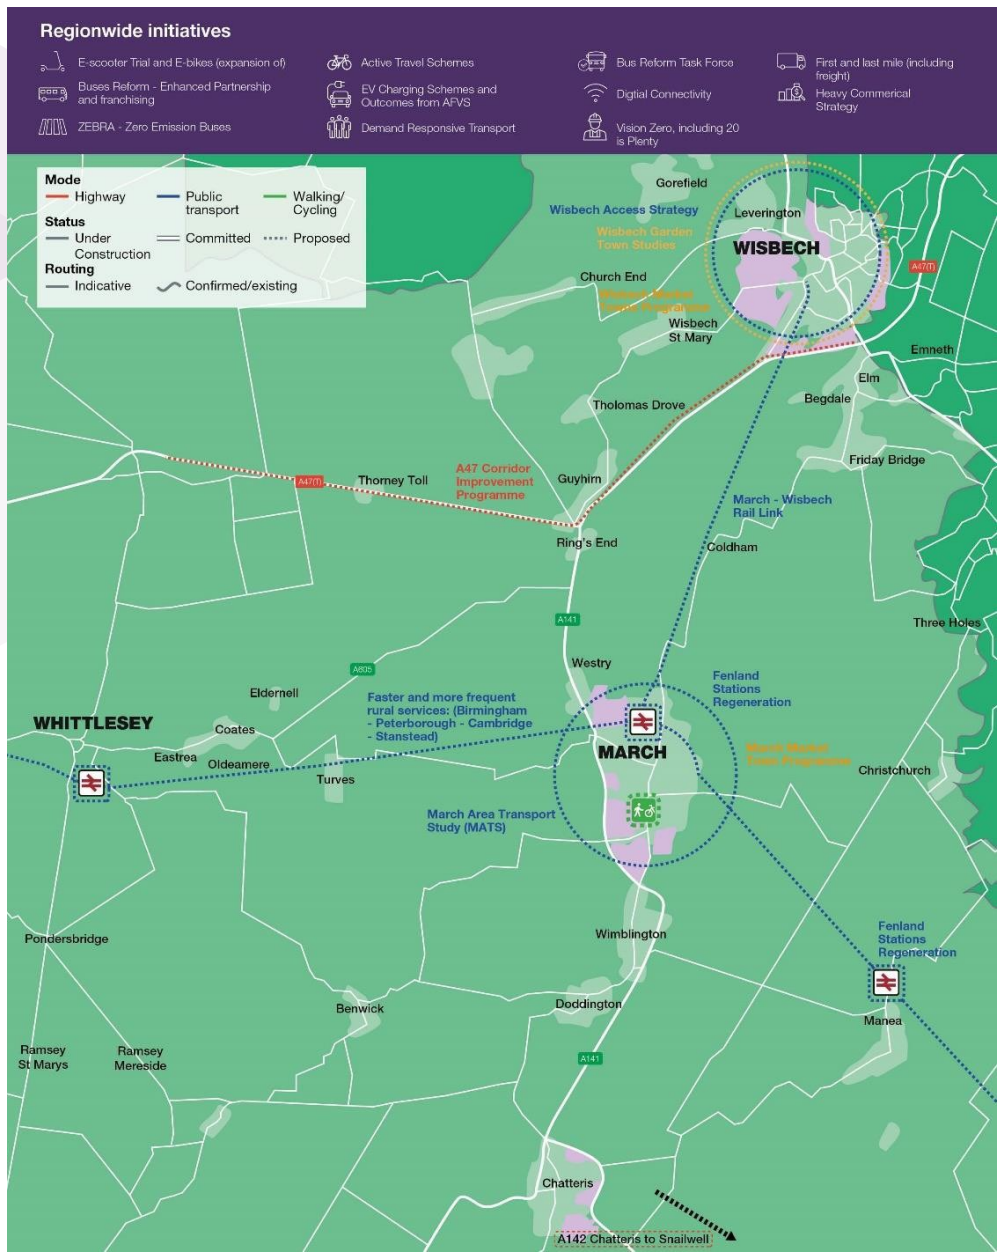 Regionwide initiatives
E-scooter Trial and E-bikes (expansion of)
Buses Reform - Enhanced Partnership
and franchising
ZEBRA - Zero Emission Buses
Active Travel Schemes
EV Charging Schemes and
Outcomes from AFVS
Demand Responsive Transport
Bus Reform Task Force
Digtial Connectivity
Vision Zero, including 20
is Plenty
First and last mile (including
freight)
Heavy Commerical
Strategy
Mode
Highway
Public
transport
Walking/
Cycling
Status
Under
Construction
Committed
Proposed
Routing
Indicative
Confirmed/existing
Gorefield
Wisbech Access Strategy
Leverington
Wisbech Garden
Town Studies
WISBECH
A47(T)
Church End
Wisbech Market
Towns Programme
Wisbech
St Mary
Emneth
Elm
Begdale
Tholomas Drove
Friday Bridge
A47 Corridor
Improvement
Programme
A47(T)
Thorney Toll
Guyhirn
March - Wisbech
Rail Link
Ring's End
Coldham
A141
Three Holes
Westry
A605
Eldernell
Faster and more frequent
rural services: (Birmingham
- Peterborough - Cambridge
- Stanstead)
Fenland
Stations
Regeneration
WHITTLESEY
Coates
Eastrea
Oldeamere
Turves
MARCH
March Market
Town Programme
Christchurch
March Area Transport
Study (MATS)
Pondersbridge
Wimblington
Fenland
Stations
Regeneration
Benwick
Doddington
Manea
Ramsey
St Marys
Ramsey
Mereside
A141
Chatteris
A142 Chatteris to Snailwell